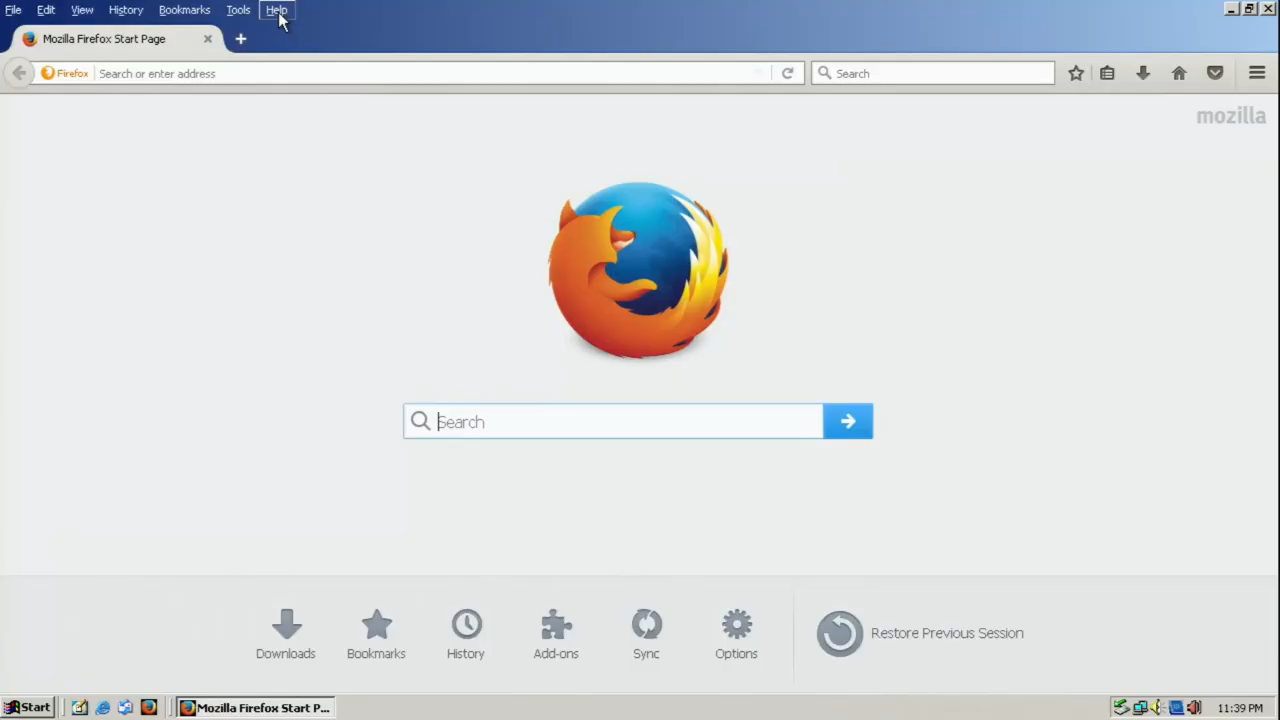 File Edit View History Bookmarks Tools Help
Mozilla Firefox Start Page
Firefox Search or enter address Search
mozilla
Search
Downloads Bookmarks History Add-ons Sync Options Restore Previous Session
Start Mozilla Firefox Start P... 11:39 PM